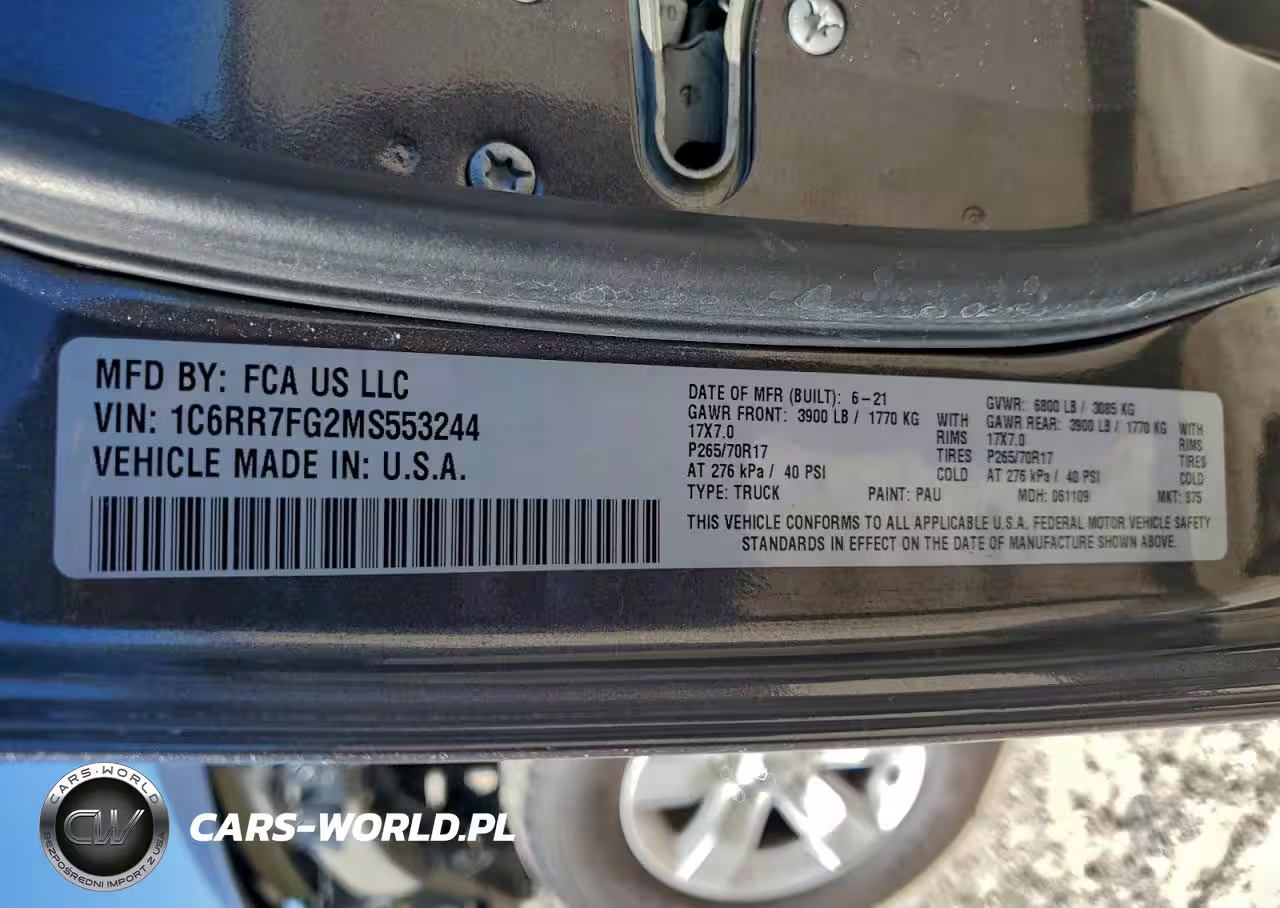 MFD BY: FCA US LLC
VIN: 1C6RR7FG2MS553244
VEHICLE MADE IN: U.S.A.
DATE OF MFR (BUILT): 6-21 GVWR: 6800 LB / 3085 KG
GAWR FRONT: 3900 LB / 1770 KG WITH GAWR REAR: 3900 LB / 1770 KG WITH
17X7.0 RIMS 17X7.0 RIMS
P265/70R17 TIRES P265/70R17 TIRES
AT 276 kPa / 40 PSI COLD AT 276 kPa / 40 PSI COLD
TYPE: TRUCK PAINT: PAU MDH: 061109 MKT:
THIS VEHICLE CONFORMS TO ALL APPLICABLE U.S.A. FEDERAL MOTOR VEHICLE SAFETY
STANDARDS IN EFFECT ON THE DATE OF MANUFACTURE SHOWN ABOVE.
CARS-WORLD
CW
BEZPOŚREDNI IMPORT Z USA
CARS-WORLD.PL